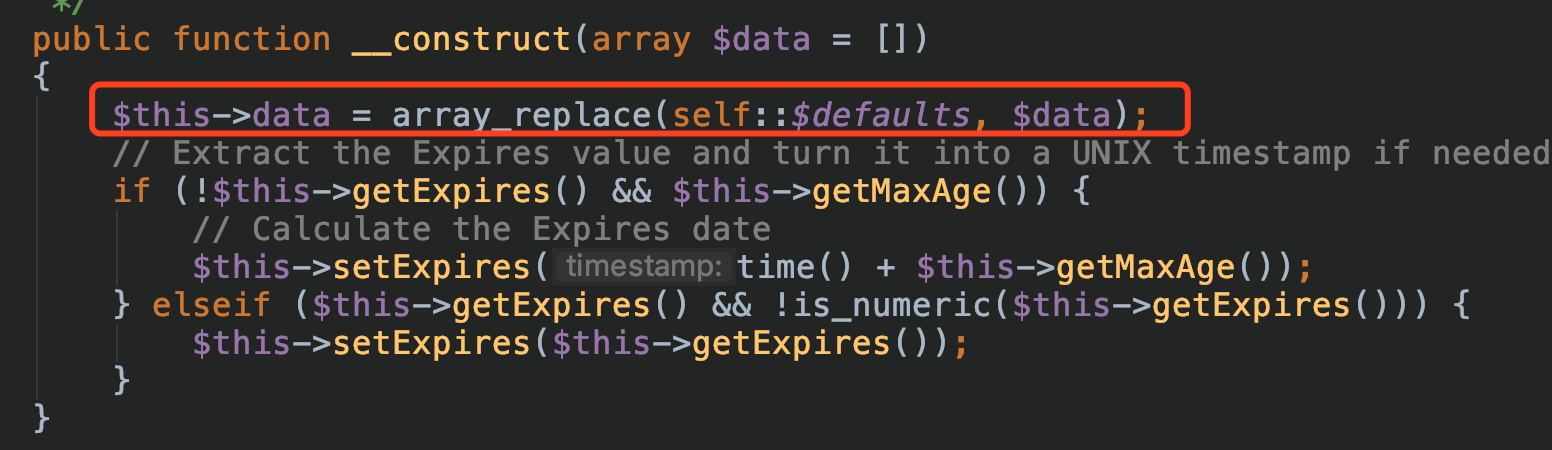 */
public function __construct(array $data = [])
{
$this->data = array_replace(self::$defaults, $data);
// Extract the Expires value and turn it into a UNIX timestamp if needed
if (!$this->getExpires() && $this->getMaxAge()) {
// Calculate the Expires date
$this->setExpires( timestamp: time() + $this->getMaxAge());
} elseif ($this->getExpires() && !is_numeric($this->getExpires())) {
$this->setExpires($this->getExpires());
}
}